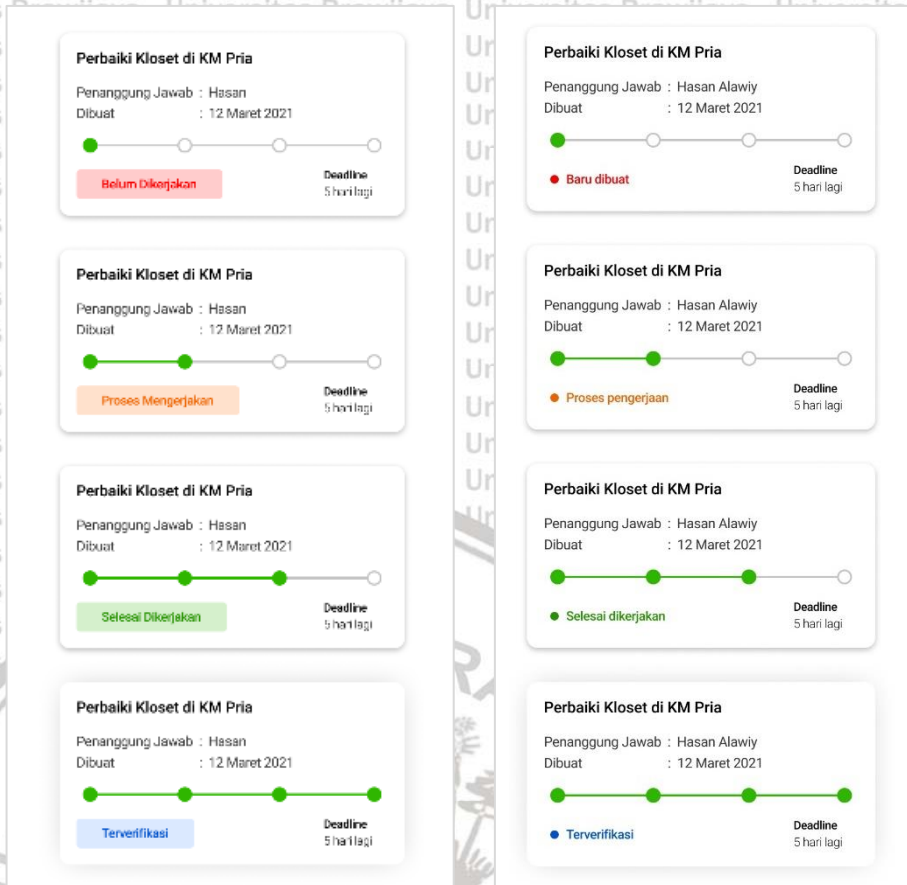 Perbaiki Kloset di KM Pria
Penanggung Jawab : Hasan
Dibuat : 12 Maret 2021
Belum Dikerjakan
Deadline
5 hari lagi
Perbaiki Kloset di KM Pria
Penanggung Jawab : Hasan
Dibuat : 12 Maret 2021
Proses Mengerjakan
Deadline
5 hari lagi
Perbaiki Kloset di KM Pria
Penanggung Jawab : Hasan
Dibuat : 12 Maret 2021
Selesai Dikerjakan
Deadline
5 hari lagi
Perbaiki Kloset di KM Pria
Penanggung Jawab : Hasan
Dibuat : 12 Maret 2021
Terverifikasi
Deadline
5 hari lagi
Perbaiki Kloset di KM Pria
Penanggung Jawab : Hasan Alawiy
Dibuat : 12 Maret 2021
Baru dibuat
Deadline
5 hari lagi
Perbaiki Kloset di KM Pria
Penanggung Jawab : Hasan Alawiy
Dibuat : 12 Maret 2021
Proses pengerjaan
Deadline
5 hari lagi
Perbaiki Kloset di KM Pria
Penanggung Jawab : Hasan Alawiy
Dibuat : 12 Maret 2021
Selesai dikerjakan
Deadline
5 hari lagi
Perbaiki Kloset di KM Pria
Penanggung Jawab : Hasan Alawiy
Dibuat : 12 Maret 2021
Terverifikasi
Deadline
5 hari lagi